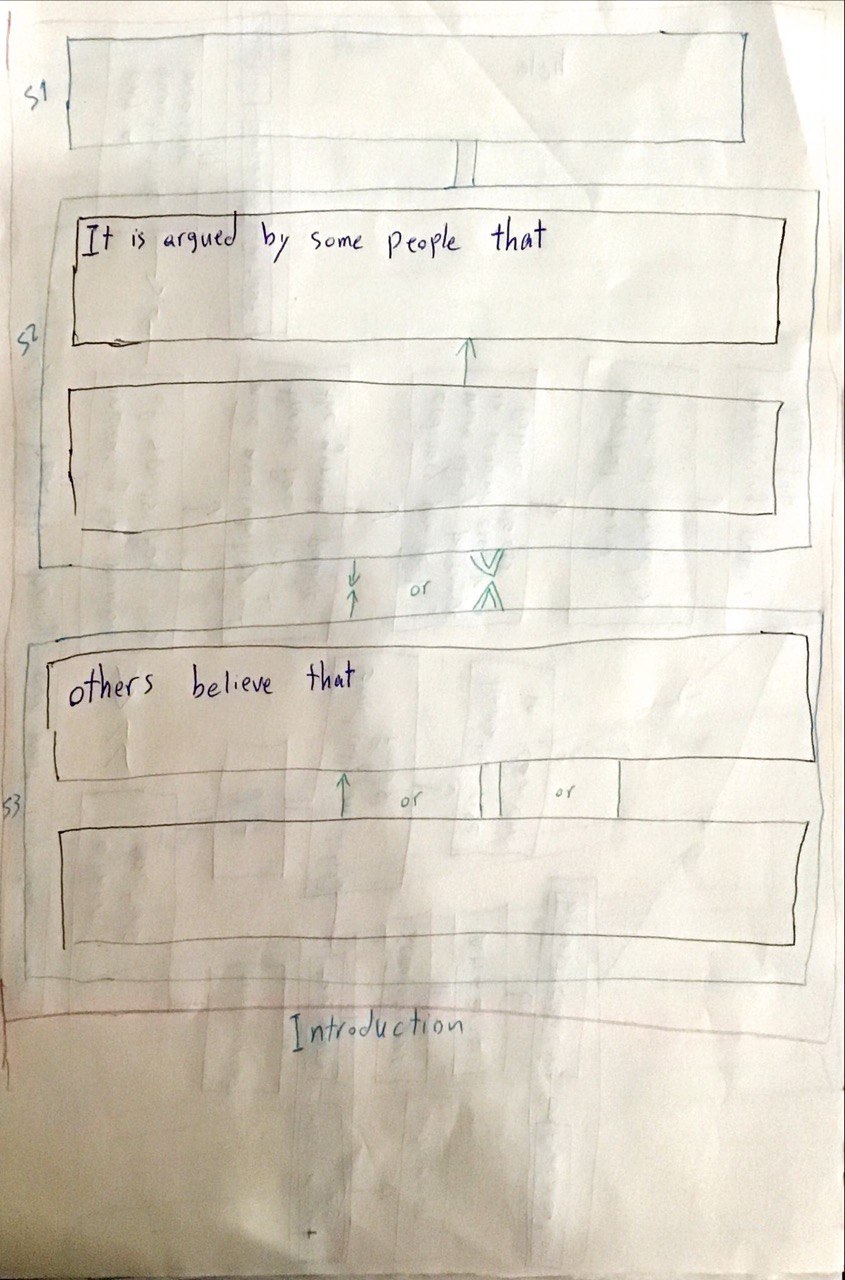 S1
It is argued by some people that
S2
or
others believe that
S3
or or
Introduction